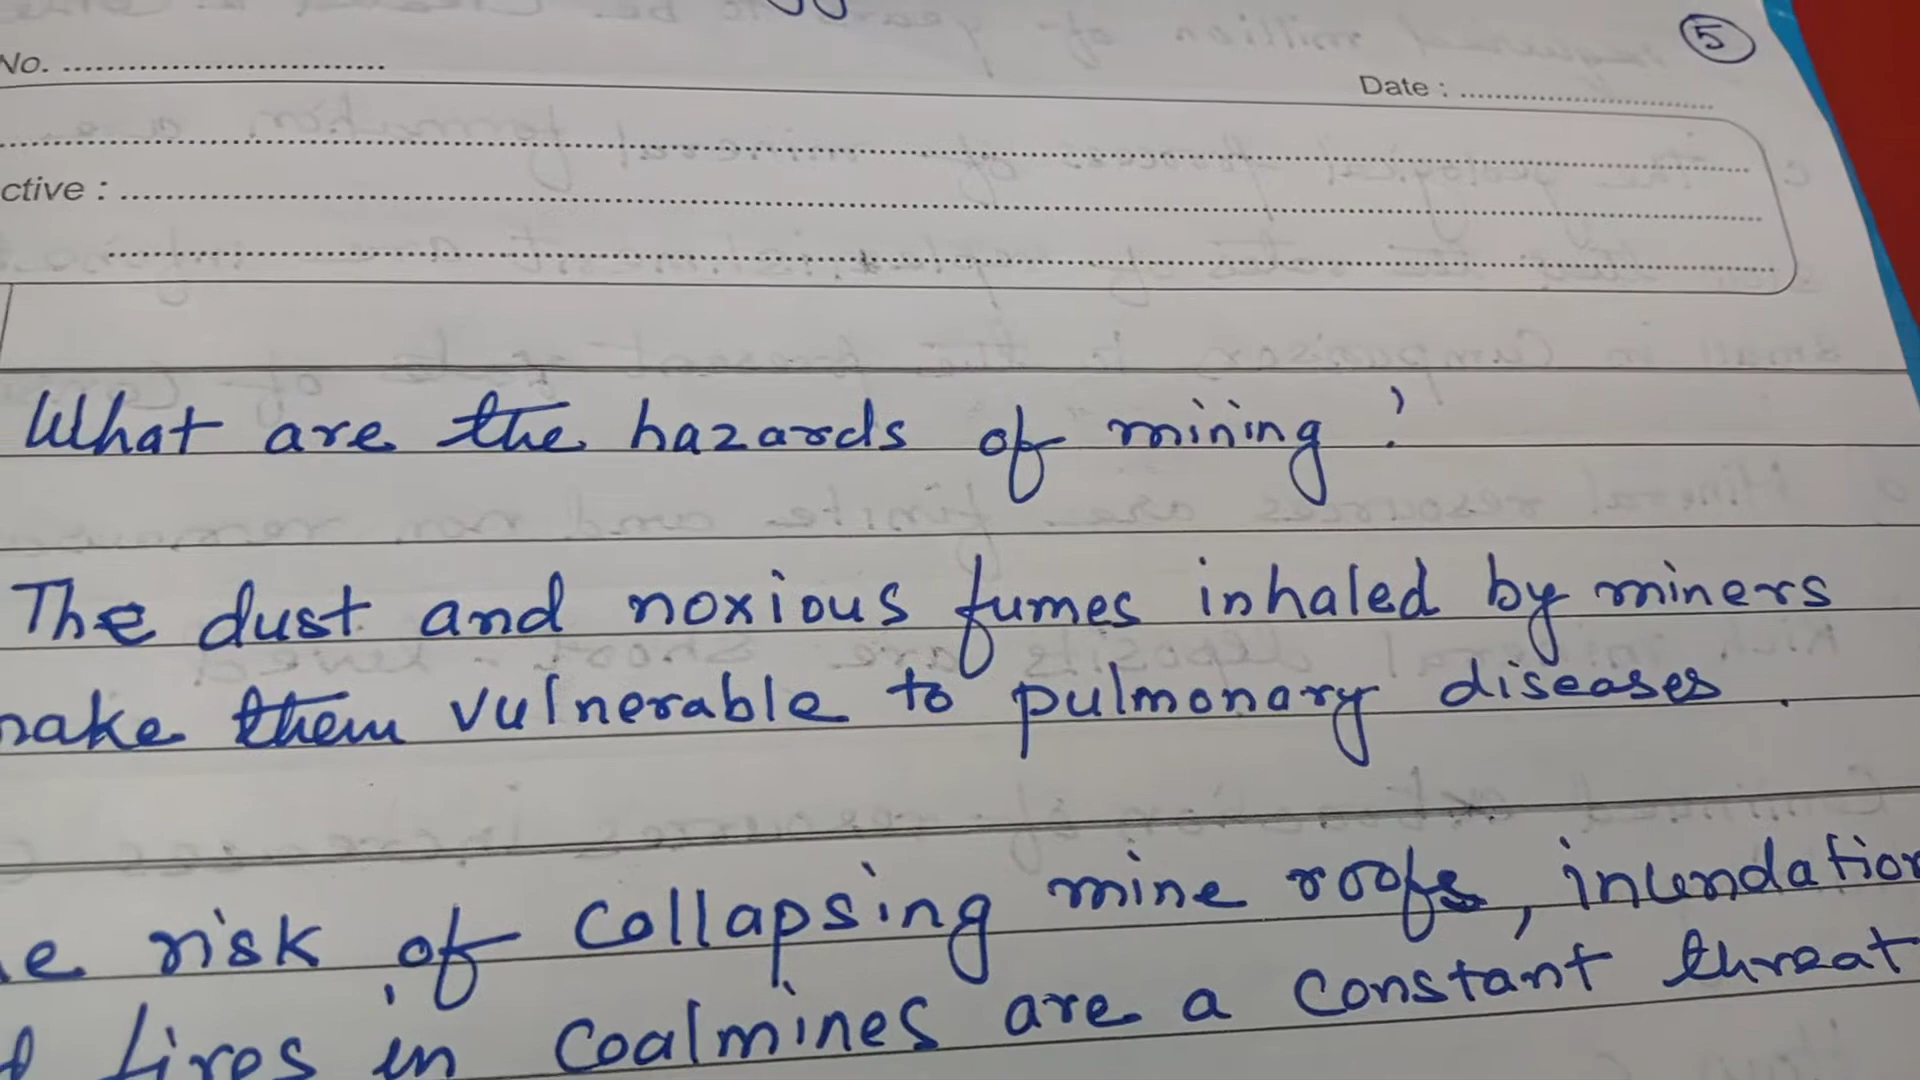 5
No. ..............................
Date : ..............................
ctive : ..............................
What are the hazards of mining ?
The dust and noxious fumes inhaled by miners
make them vulnerable to pulmonary diseases .
e risk of collapsing mine roofs, inundation
fires in coalmines are a constant threat